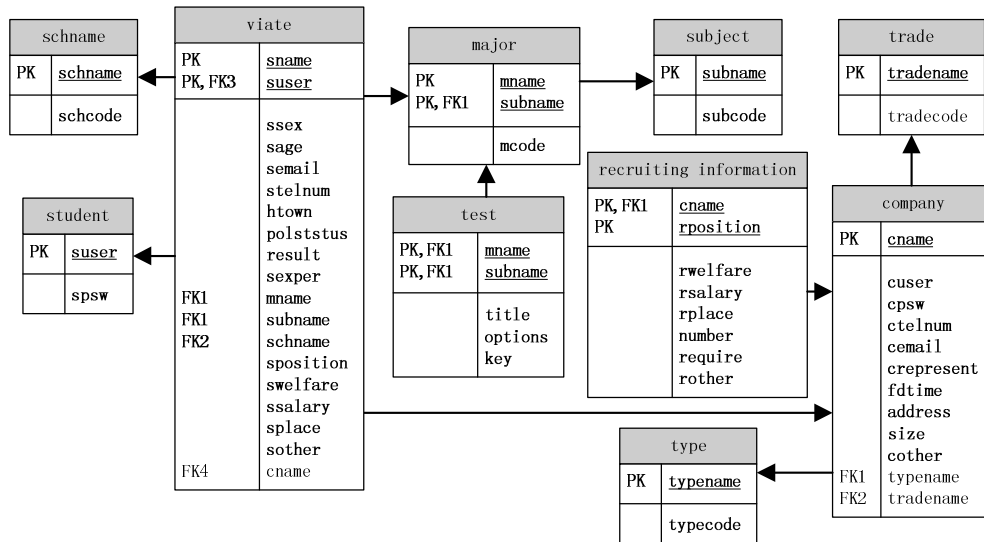 schname
PK schname
schcode
viate
PK sname
PK, FK3 suser
ssex
sage
semail
stelnum
htown
polststus
result
sexper
FK1 mname
FK1 subname
FK2 schname
sposition
swelfare
ssalary
splace
sother
FK4 cname
major
PK mname
PK, FK1 subname
mcode
subject
PK subname
subcode
trade
PK tradename
tradecode
student
PK suser
spsw
test
PK, FK1 mname
PK, FK1 subname
title
options
key
recruiting information
PK, FK1 cname
PK rposition
rwelfare
rsalary
rplace
number
require
rother
company
PK cname
cuser
cpsw
ctelnum
cemail
crepresent
fdtime
address
size
cother
FK1 typename
FK2 tradename
type
PK typename
typecode